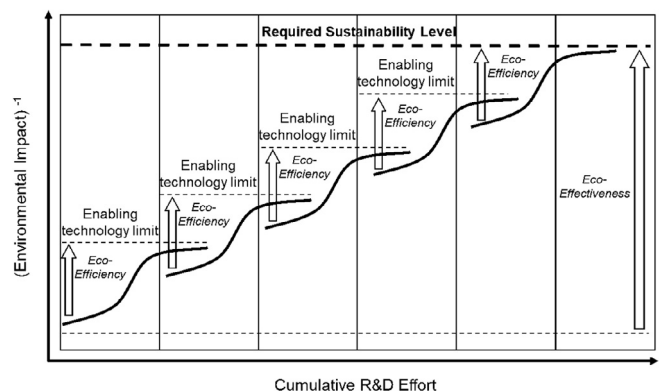 Required Sustainability Level
Eco-
Efficiency
Enabling
technology limit
Eco-
Efficiency
Enabling
technology limit
Eco-
Efficiency
Enabling
technology limit
Eco-
Efficiency
Enabling
technology limit
Eco-
Efficiency
Eco-
Effectiveness
(Environmental Impact) -1
Cumulative R&D Effort